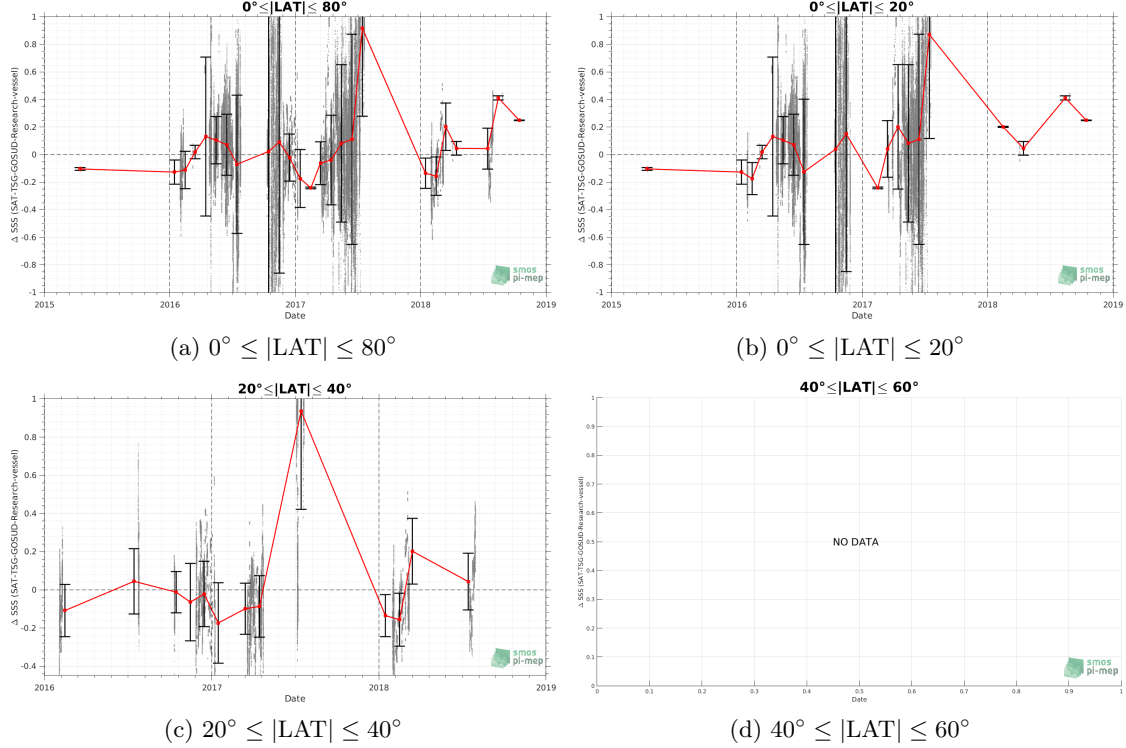 0°≤|LAT|≤ 80°
Δ SSS (SAT-TSG-GOSUD-Research-vessel)
1
0.8
0.6
0.4
0.2
0
-0.2
-0.4
-0.6
-0.8
-1
2015
2016
2017
2018
2019
Date
smos
pi-mep
(a) 0° ≤ |LAT| ≤ 80°
0°≤|LAT|≤ 20°
Δ SSS (SAT-TSG-GOSUD-Research-vessel)
1
0.8
0.6
0.4
0.2
0
-0.2
-0.4
-0.6
-0.8
-1
2015
2016
2017
2018
2019
Date
smos
pi-mep
(b) 0° ≤ |LAT| ≤ 20°
20°≤|LAT|≤ 40°
Δ SSS (SAT-TSG-GOSUD-Research-vessel)
1
0.8
0.6
0.4
0.2
0
-0.2
-0.4
2016
2017
2018
2019
Date
smos
pi-mep
(c) 20° ≤ |LAT| ≤ 40°
40°≤|LAT|≤ 60°
Δ SSS (SAT-TSG-GOSUD-Research-vessel)
1
0.9
0.8
0.7
0.6
0.5
0.4
0.3
0.2
0.1
0
NO DATA
0
0.1
0.2
0.3
0.4
0.5
0.6
0.7
0.8
0.9
1
Date
smos
pi-mep
(d) 40° ≤ |LAT| ≤ 60°